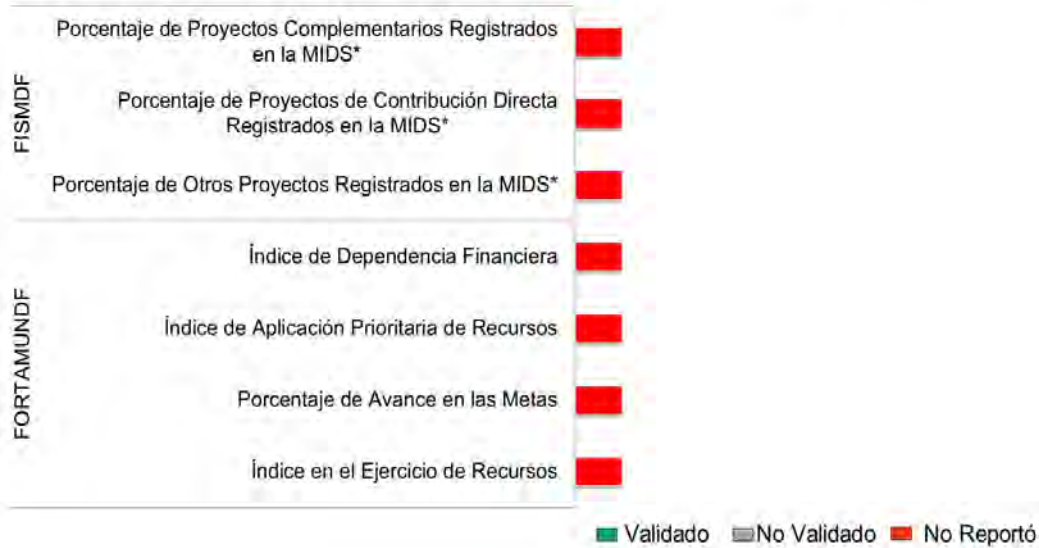 FISMDF
Porcentaje de Proyectos Complementarios Registrados
en la MIDS*
Porcentaje de Proyectos de Contribución Directa
Registrados en la MIDS*
Porcentaje de Otros Proyectos Registrados en la MIDS*
FORTAMUNDF
Índice de Dependencia Financiera
Índice de Aplicación Prioritaria de Recursos
Porcentaje de Avance en las Metas
Índice en el Ejercicio de Recursos
Validado No Validado No Reportó